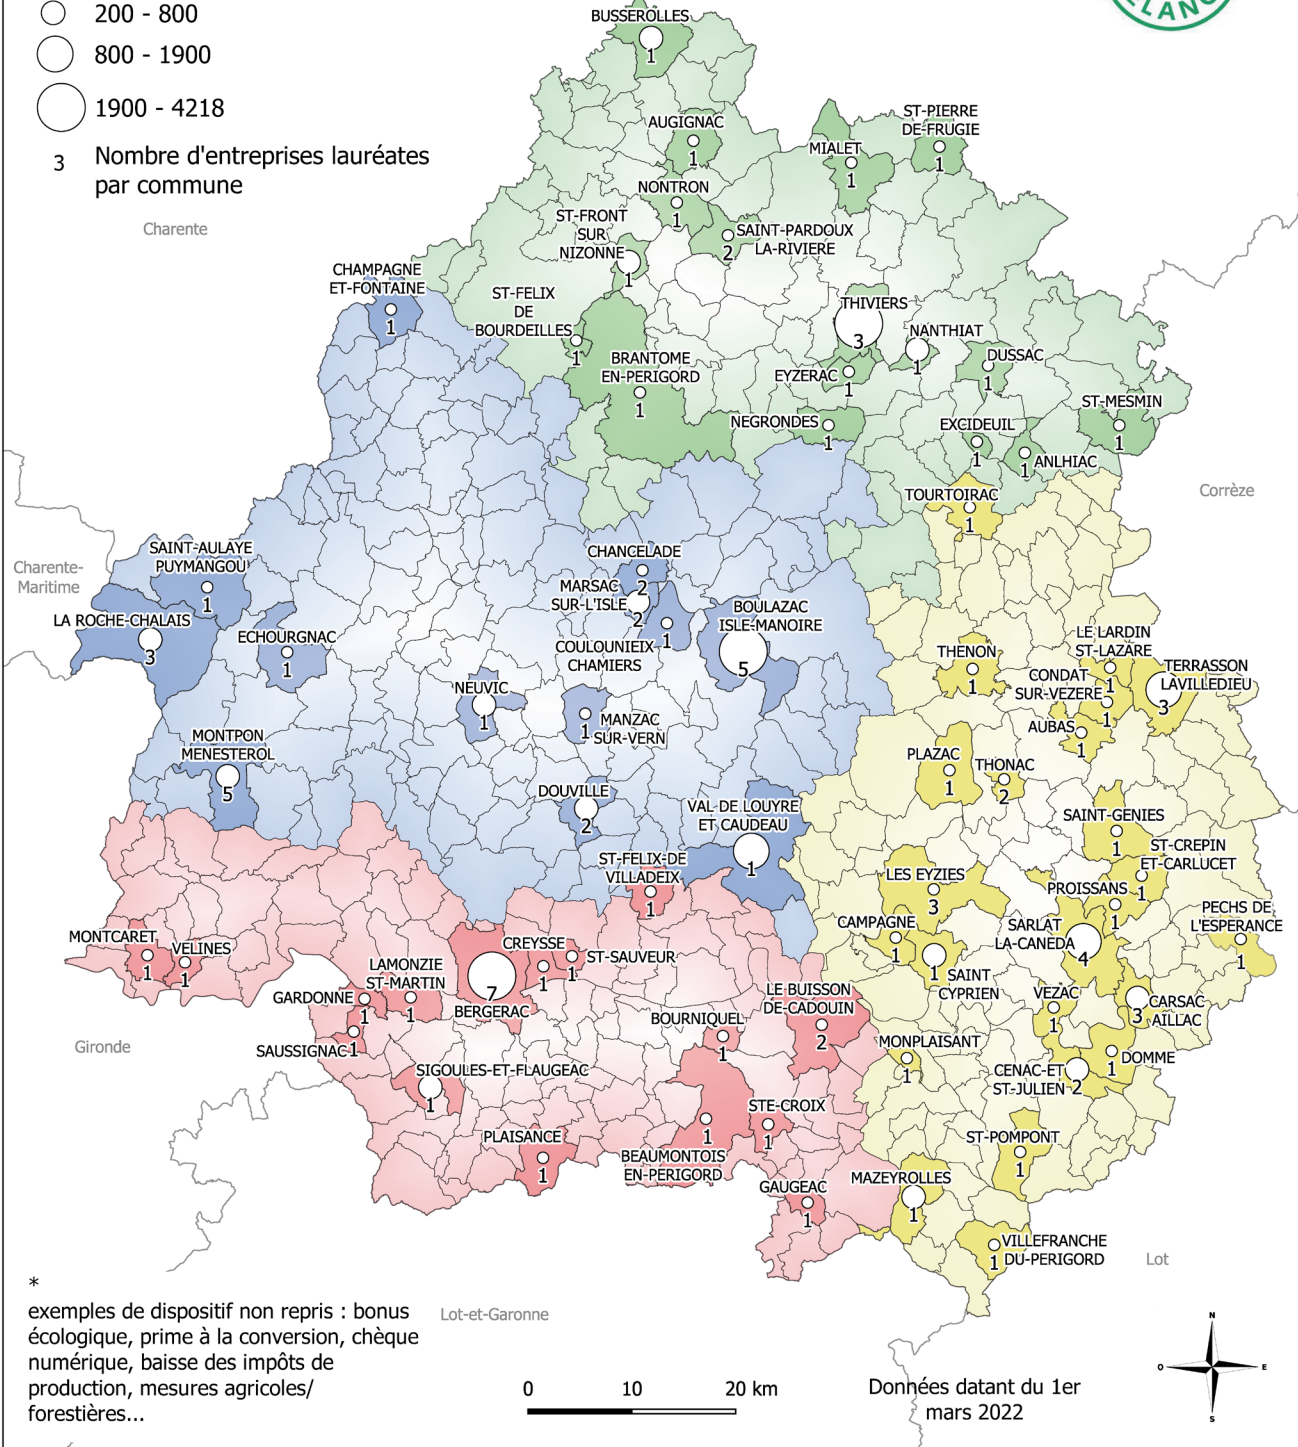 ELANC
200 - 800
800 - 1900
1900 - 4218
3
Nombre d'entreprises lauréates
par commune
Charente
BUSSEROLLES
1
AUGIGNAC
1
MIALET
1
ST-PIERRE
DE-FRUGIE
1
NONTRON
1
ST-FRONT
SUR
NIZONNE
1
SAINT-PARDOUX
LA-RIVIERE
2
CHAMPAGNE
ET-FONTAINE
1
ST-FELIX
DE
BOURDEILLES
1
THIVIERS
3
NANTHIAT
1
DUSSAC
1
BRANTOME
EN-PERIGORD
1
EYZERAC
1
ST-MESMIN
1
NEGRONDES
1
EXCIDEUIL
1
ANLHIAC
1
Corrèze
TOURTOIRAC
1
Charente-
Maritime
SAINT-AULAYE
PUYMANGOU
1
CHANCELADE
2
MARSAC
SUR-L'ISLE
2
LA ROCHE-CHALAIS
3
ECHOURGNAC
1
COULOUNIEIX
CHAMIERS
1
BOULAZAC
ISLE-MANOIRE
5
THENON
1
LE LARDIN
ST-LAZARE
1
CONDAT
SUR-VEZERE
1
TERRASSON
LAVILLEDIEU
3
NEUVIC
1
MANZAC
SUR-VERN
1
AUBAS
1
MONTPON
MENESTEROL
5
PLAZAC
1
THONAC
2
DOUVILLE
2
VAL DE LOUYRE
ET CAUDEAU
1
SAINT-GENIES
1
ST-CREPIN
ET-CARLUCET
1
ST-FELIX-DE
VILLADEIX
1
LES EYZIES
3
PROISSANS
1
PECHS DE
L'ESPERANCE
1
CAMPAGNE
1
SARLAT
LA-CANEDA
4
MONTCARET
1
VELINES
1
CREYSSE
1
ST-SAUVEUR
1
SAINT
CYPRIEN
1
LAMONZIE
ST-MARTIN
1
BERGERAC
7
GARDONNE
1
LE BUISSON
DE-CADOUIN
2
VEZAC
1
CARSAC
AILLAC
3
Gironde
SAUSSIGNAC
1
BOURNIQUEL
1
MONPLAISANT
1
DOMME
1
CENAC-ET
ST-JULIEN
2
SIGOULES-ET-FLAUGEAC
1
STE-CROIX
1
PLAISANCE
1
BEAUMONTOIS
EN-PERIGORD
1
ST-POMPONT
1
GAUGEAC
1
MAZEYROLLES
1
VILLEFRANCHE
DU-PERIGORD
1
Lot
*
exemples de dispositif non repris : bonus
écologique, prime à la conversion, chèque
numérique, baisse des impôts de
production, mesures agricoles/
forestières...
Lot-et-Garonne
0 10 20 km
Données datant du 1er
mars 2022
N
O E
S